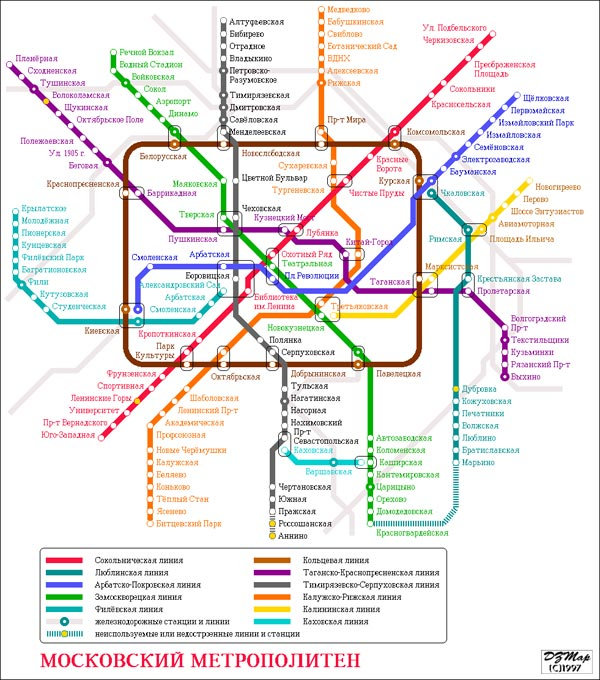 Алтуфьевская
Бибирево
Отрадное
Владыкино
Петровско-
Разумовское
Тимирязевская
Дмитровская
Савёловская
Менделеевская
Медведково
Бабушкинская
Свиблово
Ботанический Сад
ВДНХ
Алексеевская
Рижская
Пр-т Мира
Ул. Подбельского
Черкизовская
Преображенская
Площадь
Сокольники
Красносельская
Комсомольская
Речной Вокзал
Водный Стадион
Войковская
Сокол
Аэропорт
Динамо
Белорусская
Планёрная
Сходненская
Тушинская
Волоколамская
Щукинская
Октябрьское Поле
Полежаевская
Ул. 1905 г.
Беговая
Краснопресненская
Баррикадная
Щёлковская
Первомайская
Измайловский Парк
Измайловская
Семёновская
Электрозаводская
Бауманская
Курская
Чкаловская
Новослободская
Сухаревская
Тургеневская
Красные
Ворота
Чистые Пруды
Маяковская
Цветной Бульвар
Чеховская
Тверская
Пушкинская
Кузнецкий Мост
Лубянка
Китай-Город
Охотный Ряд
Театральная
Пл.Революции
Новогиреево
Перово
Шоссе Энтузиастов
Авиамоторная
Площадь Ильича
Римская
Крылатское
Молодёжная
Пионерская
Кунцевская
Филёвский Парк
Багратионовская
Фили
Кутузовская
Студенческая
Киевская
Смоленская
Арбатская
Боровицкая
Александровский Сад
Арбатская
Смоленская
Библиотека
им. Ленина
Кропоткинская
Парк
Культуры
Третьяковская
Новокузнецкая
Таганская
Марксистская
Крестьянская Застава
Пролетарская
Волгоградский
Пр-т
Текстильщики
Кузьминки
Рязанский Пр-т
Выхино
Полянка
Серпуховская
Октябрьская
Добрынинская
Павелецкая
Фрунзенская
Спортивная
Ленинские Горы
Университет
Пр-т Вернадского
Юго-Западная
Шаболовская
Ленинский Пр-т
Академическая
Профсоюзная
Новые Черёмушки
Калужская
Беляево
Коньково
Тёплый Стан
Ясенево
Битцевский Парк
Тульская
Нагатинская
Нагорная
Нахимовский
Пр-т
Севастопольская
Каховская
Варшавская
Чертановская
Южная
Пражская
Россошанская
Аннино
Автозаводская
Коломенская
Каширская
Кантемировская
Царицыно
Орехово
Домодедовская
Красногвардейская
Дубровка
Кожуховская
Печатники
Волжская
Люблино
Братиславская
Марьино
Сокольническая линия
Люблинская линия
Арбатско-Покровская линия
Замоскворецкая линия
Филёвская линия
железнодорожные станции и линии
неиспользуемые или недостроенные линии и станции
Кольцевая линия
Таганско-Краснопресненская линия
Тимирязевско-Серпуховская линия
Калужско-Рижская линия
Калининская линия
Каховская линия
МОСКОВСКИЙ МЕТРОПОЛИТЕН
DZMap
(C)1997